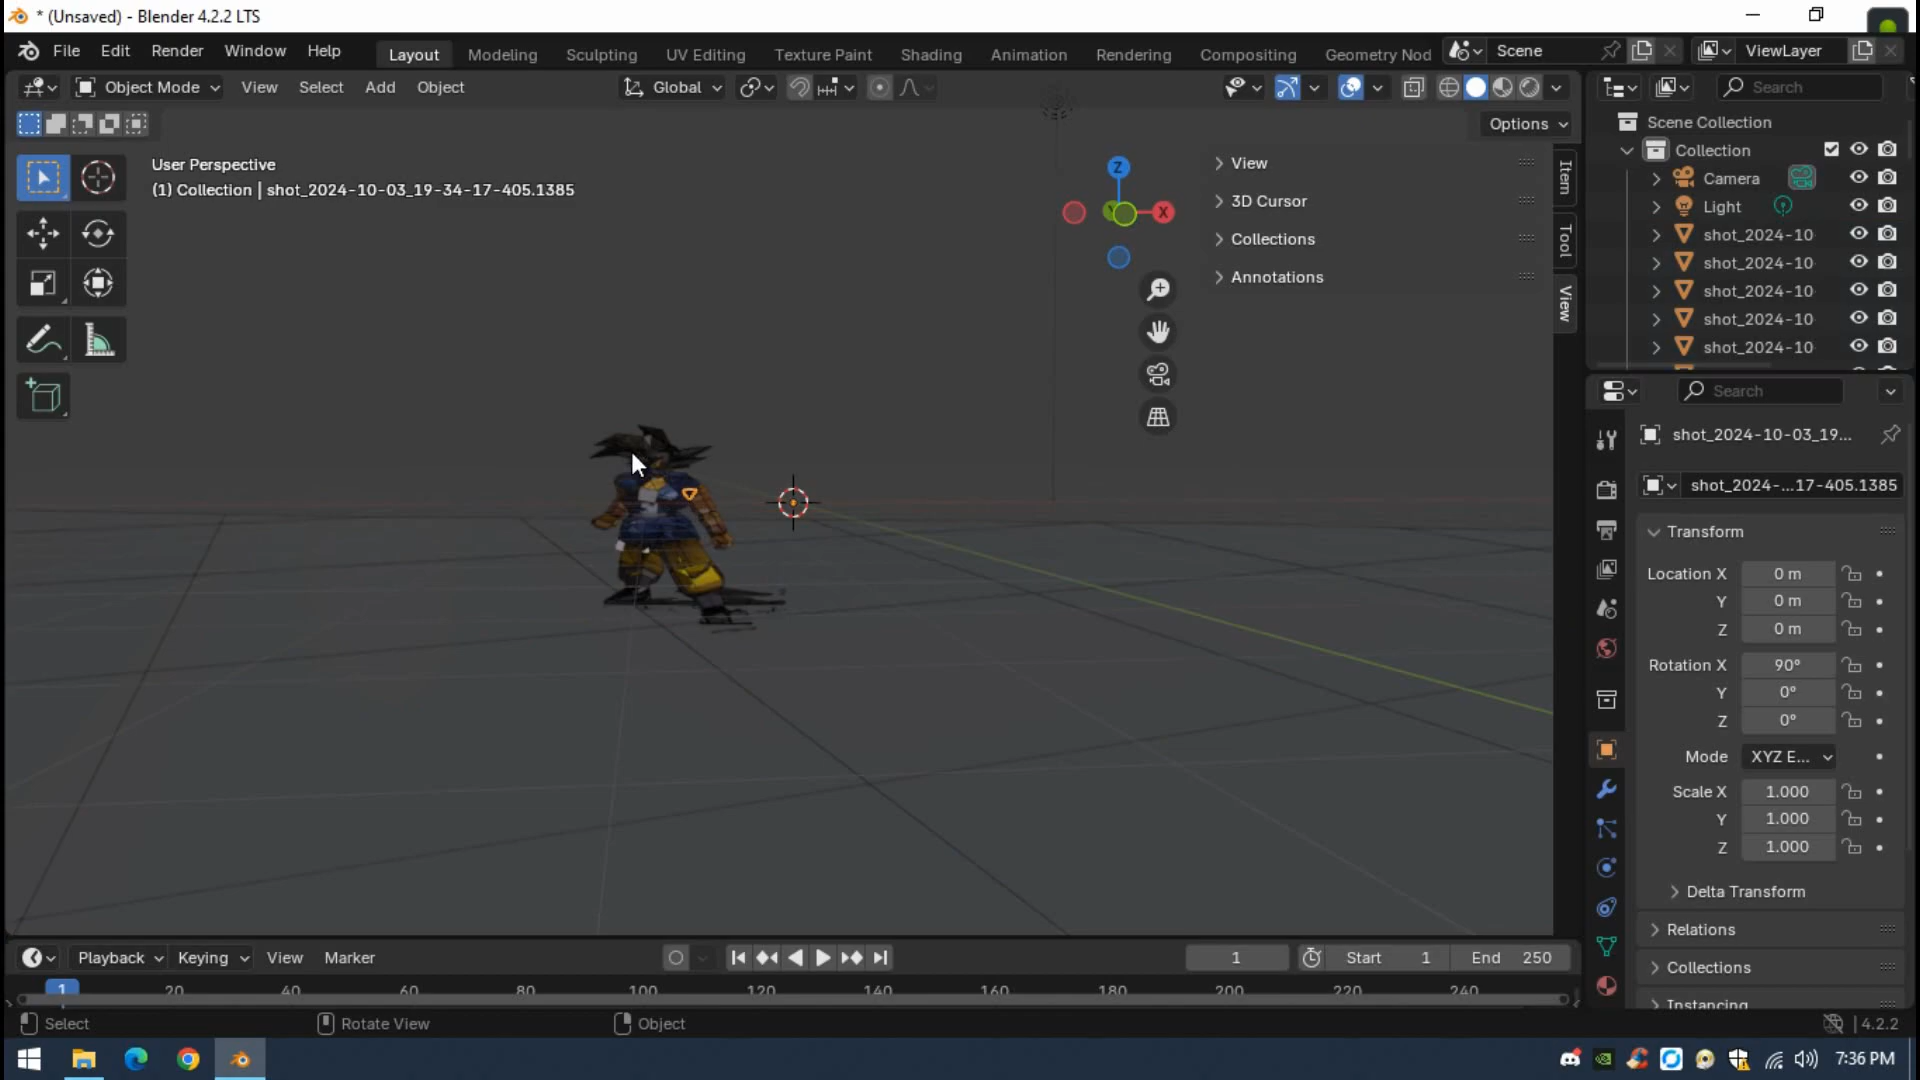 * (Unsaved) - Blender 4.2.2 LTS
File Edit Render Window Help Layout Modeling Sculpting UV Editing Texture Paint Shading Animation Rendering Compositing Geometry Nod Scene ViewLayer
Object Mode View Select Add Object Global Search
Options
User Perspective
(1) Collection | shot_2024-10-03_19-34-17-405.1385
Z
X
View
3D Cursor
Collections
Annotations
Item
Tool
View
Scene Collection
Collection
Camera
Light
shot_2024-10
shot_2024-10
shot_2024-10
shot_2024-10
shot_2024-10
Search
shot_2024-10-03_19...
shot_2024-...17-405.1385
Transform
Location X 0 m
Y 0 m
Z 0 m
Rotation X 90°
Y 0°
Z 0°
Mode XYZ E...
Scale X 1.000
Y 1.000
Z 1.000
Delta Transform
Relations
Collections
Instancing
Playback Keying View Marker 1 Start 1 End 250
1 20 40 60 80 100 120 140 160 180 200 220 240
Select Rotate View Object 4.2.2
7:36 PM